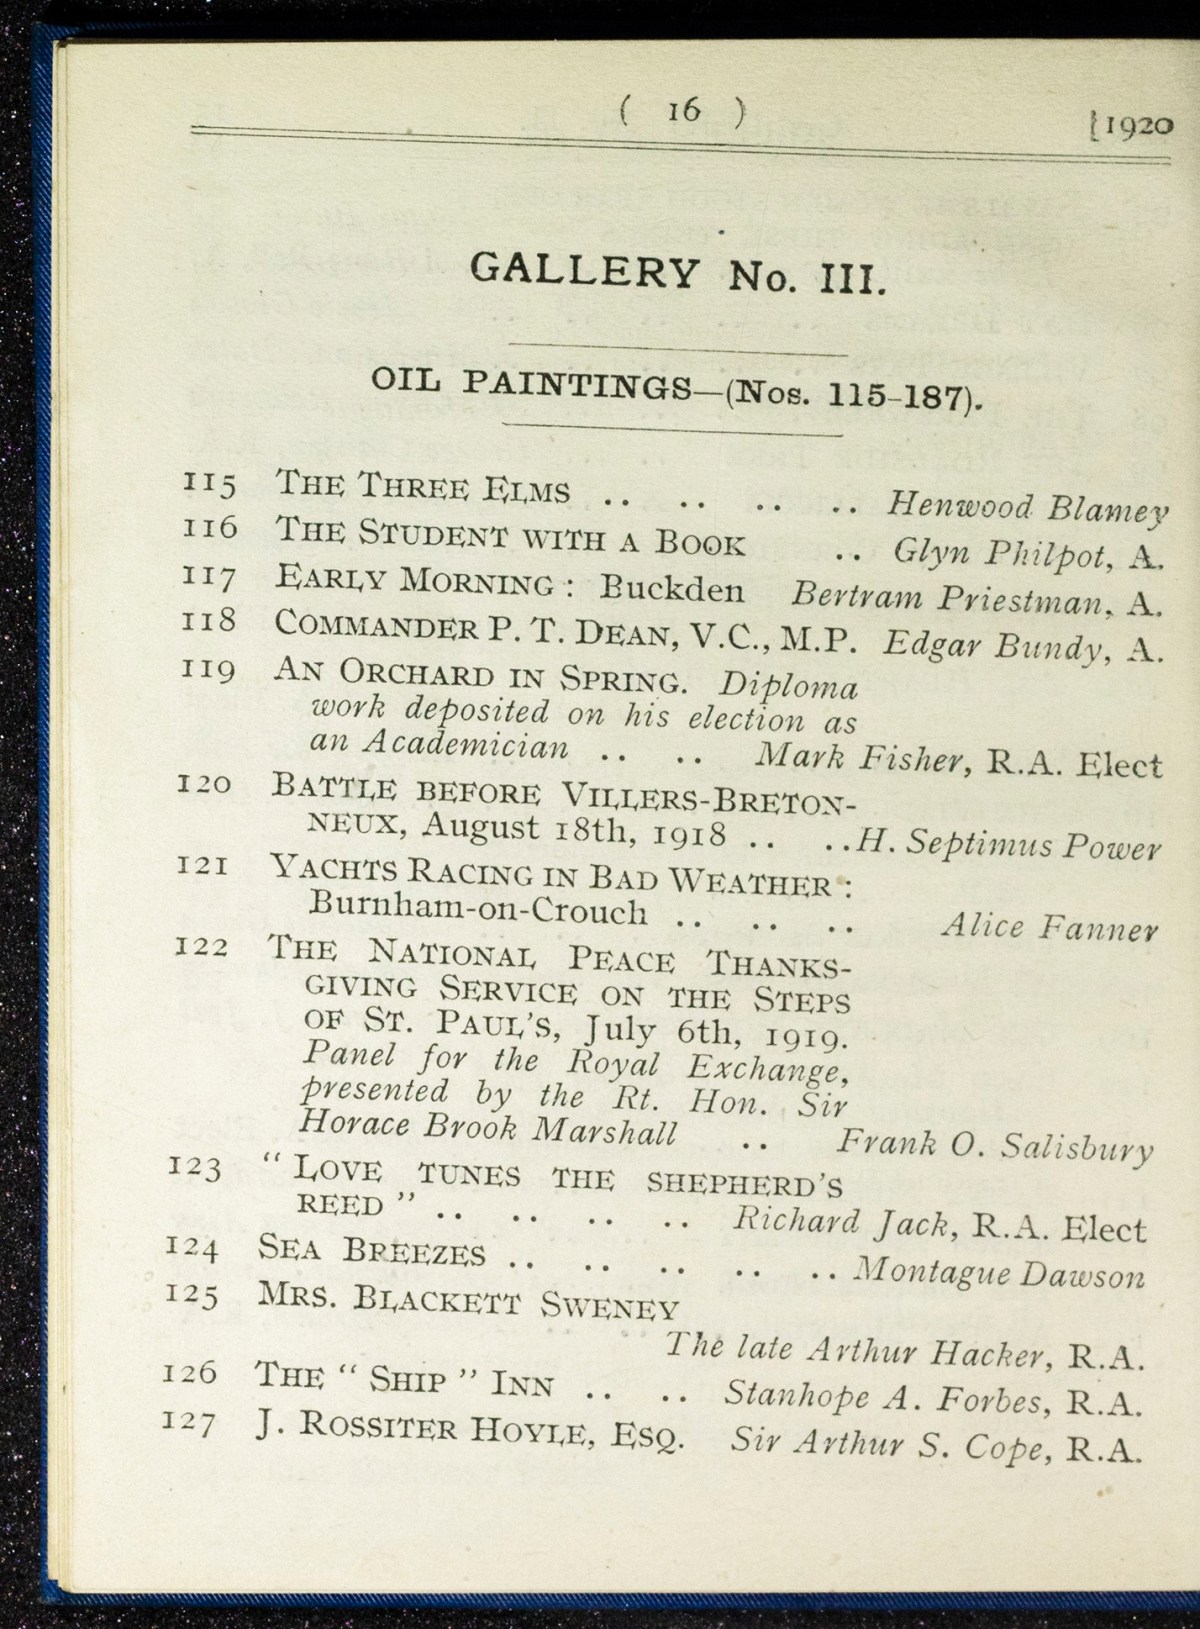 ( 16 )
[1920
GALLERY No. III.
OIL PAINTINGS—(Nos. 115-187).
115 THE THREE ELMS .. .. .. .. Henwood Blamey
116 THE STUDENT WITH A BOOK .. Glyn Philpot, A.
117 EARLY MORNING : Buckden Bertram Priestman, A.
118 COMMANDER P. T. DEAN, V.C., M.P. Edgar Bundy, A.
119 AN ORCHARD IN SPRING. Diploma
work deposited on his election as
an Academician .. .. Mark Fisher, R.A. Elect
120 BATTLE BEFORE VILLERS-BRETON-
NEUX, August 18th, 1918 .. .. H. Septimus Power
121 YACHTS RACING IN BAD WEATHER :
Burnham-on-Crouch .. .. .. Alice Fanner
122 THE NATIONAL PEACE THANKS-
GIVING SERVICE ON THE STEPS
OF ST. PAUL'S, July 6th, 1919.
Panel for the Royal Exchange,
presented by the Rt. Hon. Sir
Horace Brook Marshall .. Frank O. Salisbury
123 “ LOVE TUNES THE SHEPHERD'S
REED ” .. .. .. .. Richard Jack, R.A. Elect
124 SEA BREEZES .. .. .. .. .. Montague Dawson
125 MRS. BLACKETT SWENEY
The late Arthur Hacker, R.A.
126 THE “ SHIP ” INN .. .. Stanhope A. Forbes, R.A.
127 J. ROSSITER HOYLE, ESQ. Sir Arthur S. Cope, R.A.